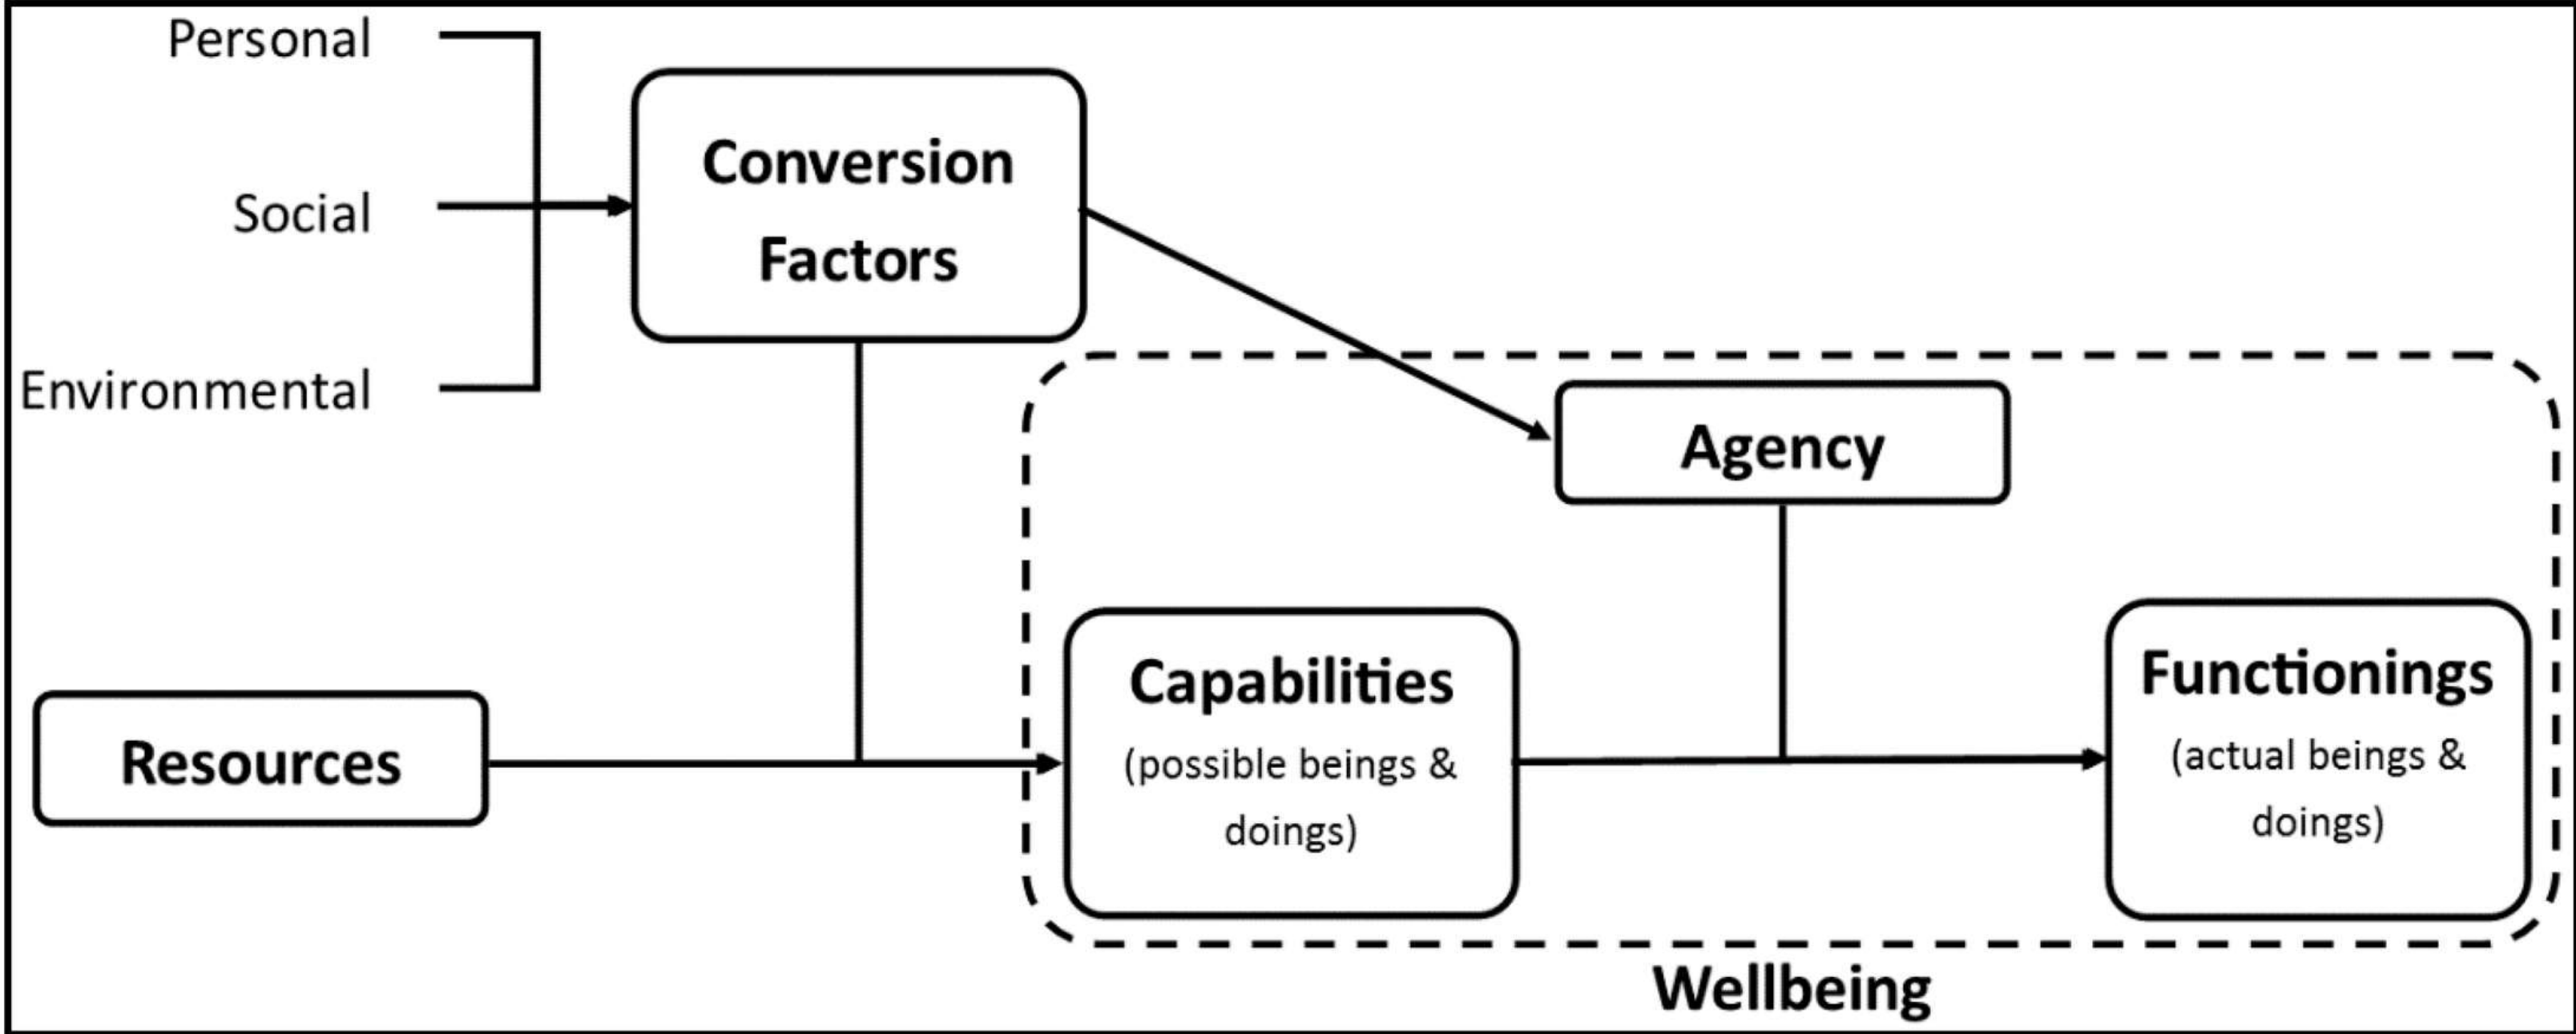 Personal
Social
Environmental
Conversion
Factors
Agency
Resources
Capabilities
(possible beings &
doings)
Functionings
(actual beings &
doings)
Wellbeing